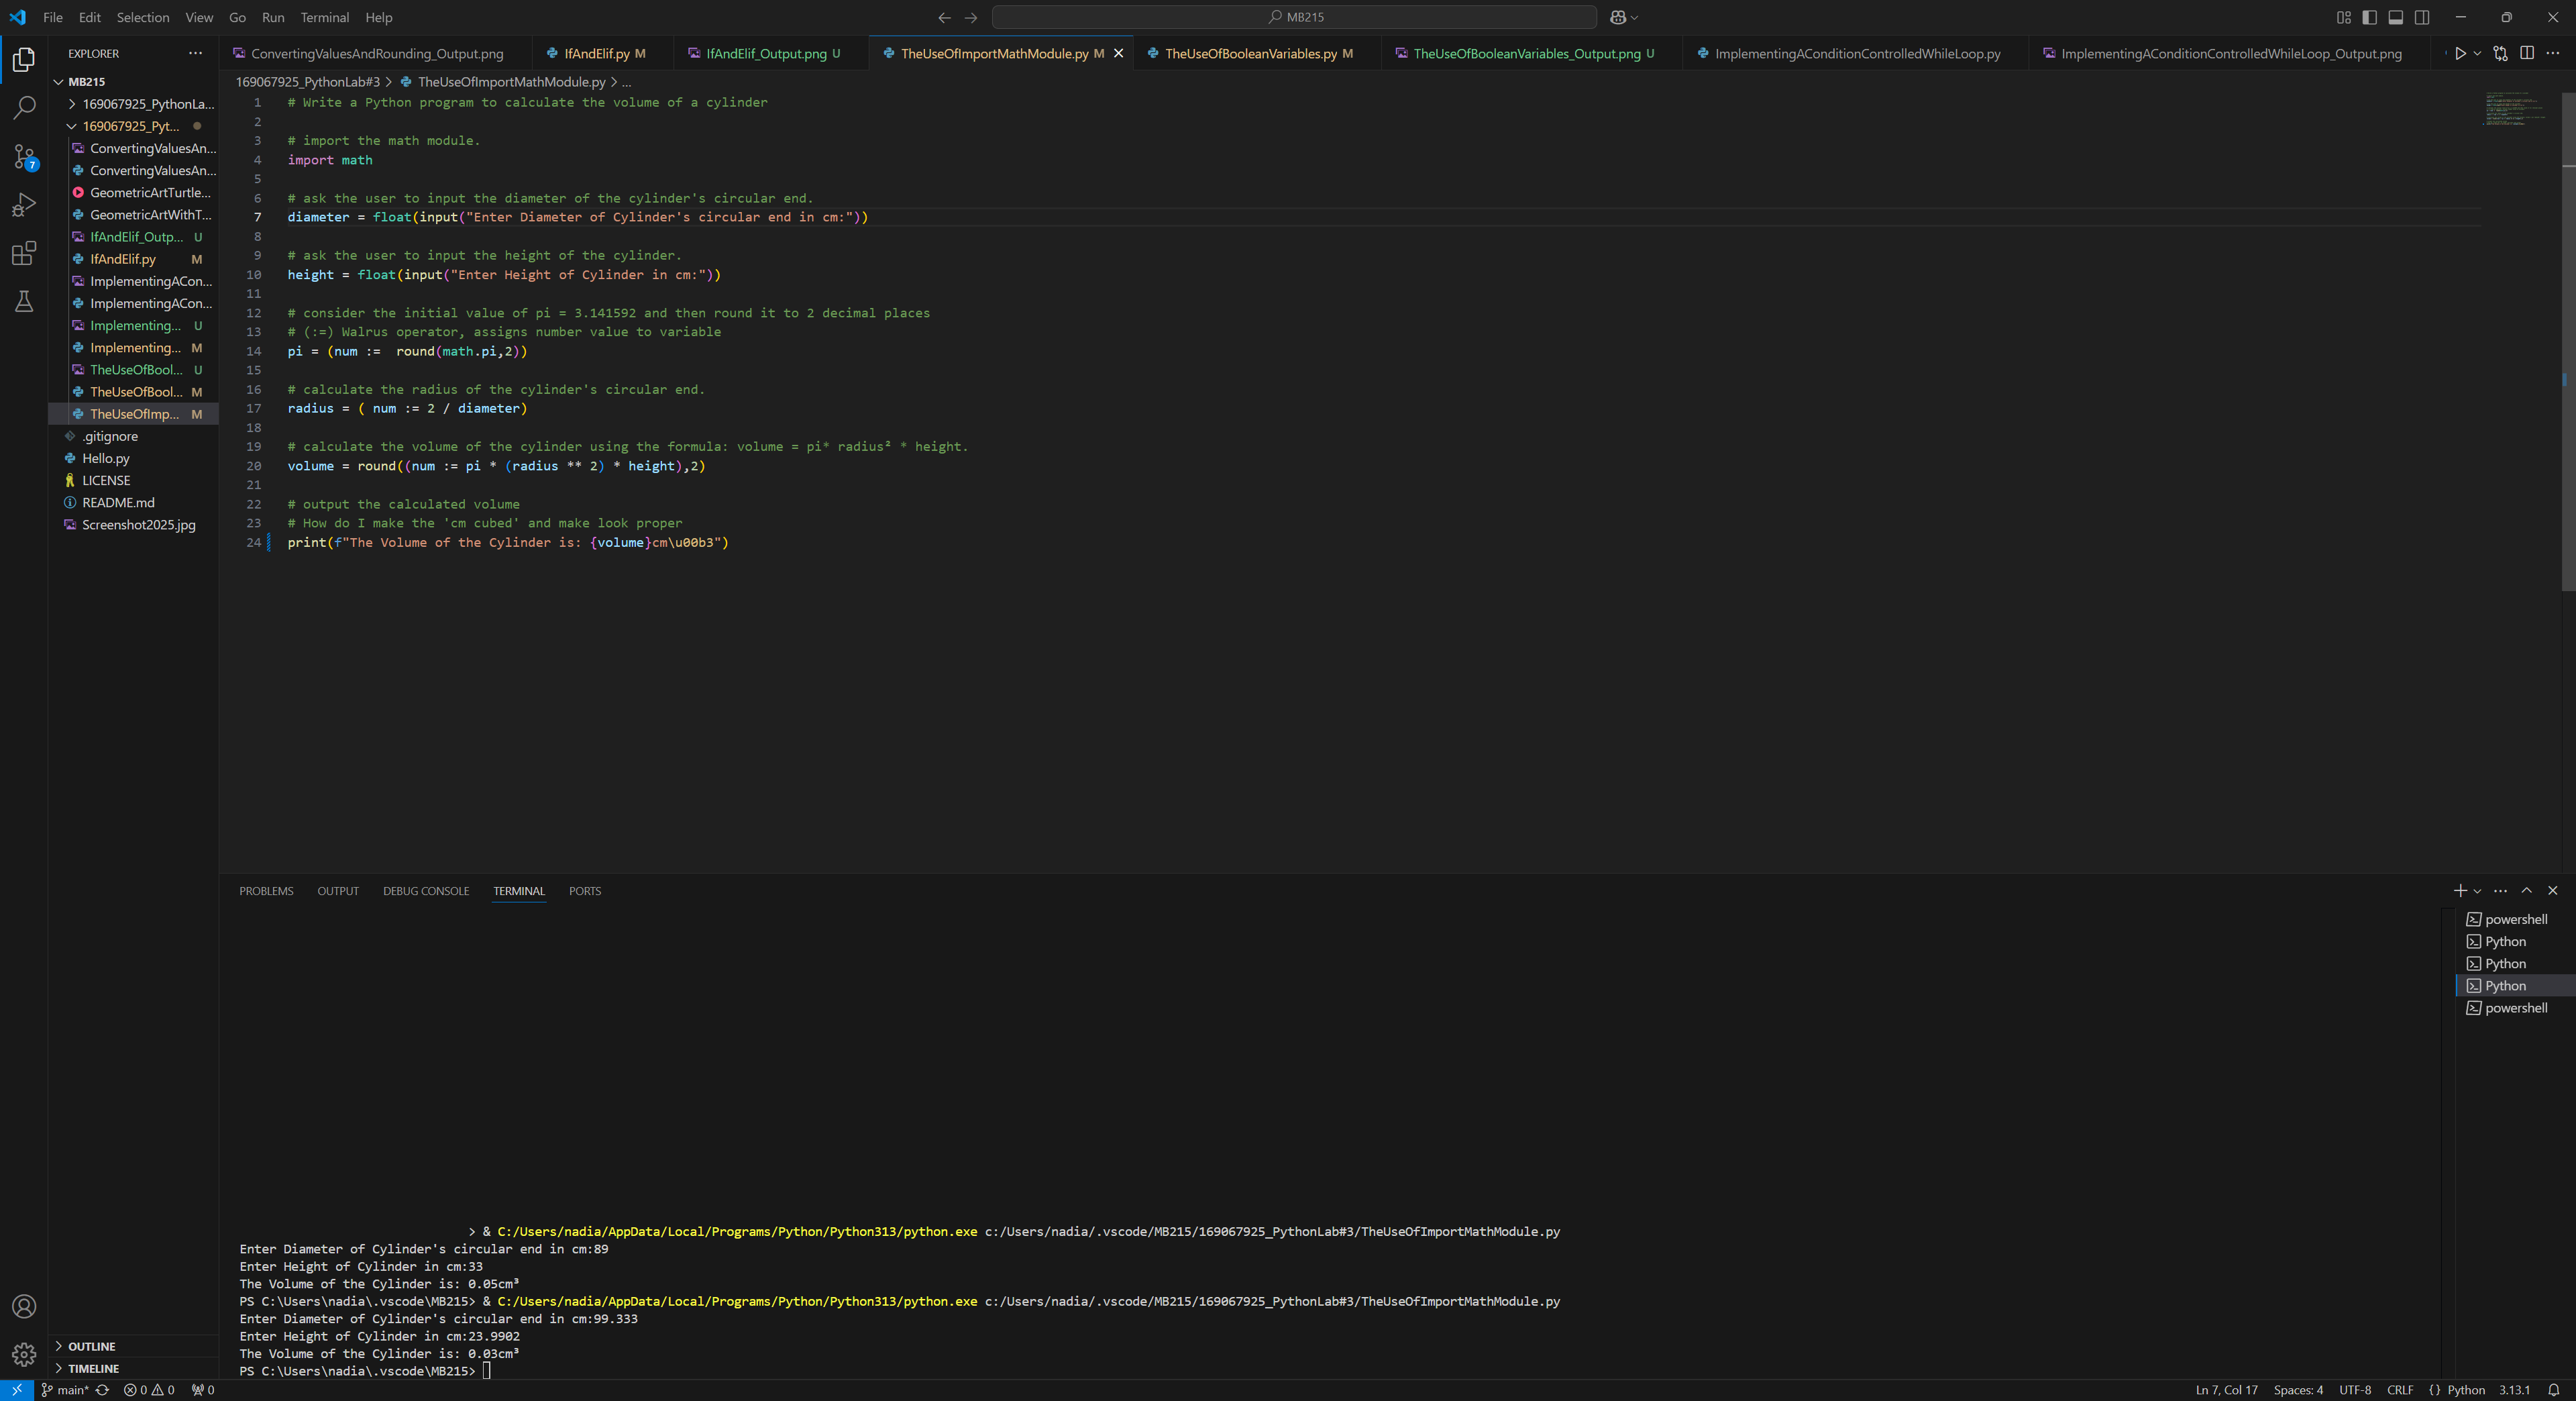 File Edit Selection View Go Run Terminal Help
MB215
EXPLORER
MB215
169067925_PythonLa...
169067925_Pyt...
ConvertingValuesAn...
ConvertingValuesAn...
GeometricArtTurtle...
GeometricArtWithT...
IfAndElif_Outp... U
IfAndElif.py M
ImplementingACon...
ImplementingACon...
Implementing... U
Implementing... M
TheUseOfBool... U
TheUseOfBool... M
TheUseOfImp... M
.gitignore
Hello.py
LICENSE
README.md
Screenshot2025.jpg
OUTLINE
TIMELINE
7
ConvertingValuesAndRounding_Output.png IfAndElif.py M IfAndElif_Output.png U TheUseOfImportMathModule.py M TheUseOfBooleanVariables.py M TheUseOfBooleanVariables_Output.png U ImplementingAConditionControlledWhileLoop.py ImplementingAConditionControlledWhileLoop_Output.png
169067925_PythonLab#3 > TheUseOfImportMathModule.py > ...
1 # Write a Python program to calculate the volume of a cylinder
2
3 # import the math module.
4 import math
5
6 # ask the user to input the diameter of the cylinder's circular end.
7 diameter = float(input("Enter Diameter of Cylinder's circular end in cm:"))
8
9 # ask the user to input the height of the cylinder.
10 height = float(input("Enter Height of Cylinder in cm:"))
11
12 # consider the initial value of pi = 3.141592 and then round it to 2 decimal places
13 # (:=) Walrus operator, assigns number value to variable
14 pi = (num :=  round(math.pi,2))
15
16 # calculate the radius of the cylinder's circular end.
17 radius = ( num := 2 / diameter)
18
19 # calculate the volume of the cylinder using the formula: volume = pi* radius² * height.
20 volume = round((num := pi * (radius ** 2) * height),2)
21
22 # output the calculated volume
23 # How do I make the 'cm cubed' and make look proper
24 print(f"The Volume of the Cylinder is: {volume}cm\u00b3")
PROBLEMS OUTPUT DEBUG CONSOLE TERMINAL PORTS
> & C:/Users/nadia/AppData/Local/Programs/Python/Python313/python.exe c:/Users/nadia/.vscode/MB215/169067925_PythonLab#3/TheUseOfImportMathModule.py
Enter Diameter of Cylinder's circular end in cm:89
Enter Height of Cylinder in cm:33
The Volume of the Cylinder is: 0.05cm³
PS C:\Users\nadia\.vscode\MB215> & C:/Users/nadia/AppData/Local/Programs/Python/Python313/python.exe c:/Users/nadia/.vscode/MB215/169067925_PythonLab#3/TheUseOfImportMathModule.py
Enter Diameter of Cylinder's circular end in cm:99.333
Enter Height of Cylinder in cm:23.9902
The Volume of the Cylinder is: 0.03cm³
PS C:\Users\nadia\.vscode\MB215>
powershell
Python
Python
Python
powershell
main* 0 0 0 Ln 7, Col 17 Spaces: 4 UTF-8 CRLF {} Python 3.13.1